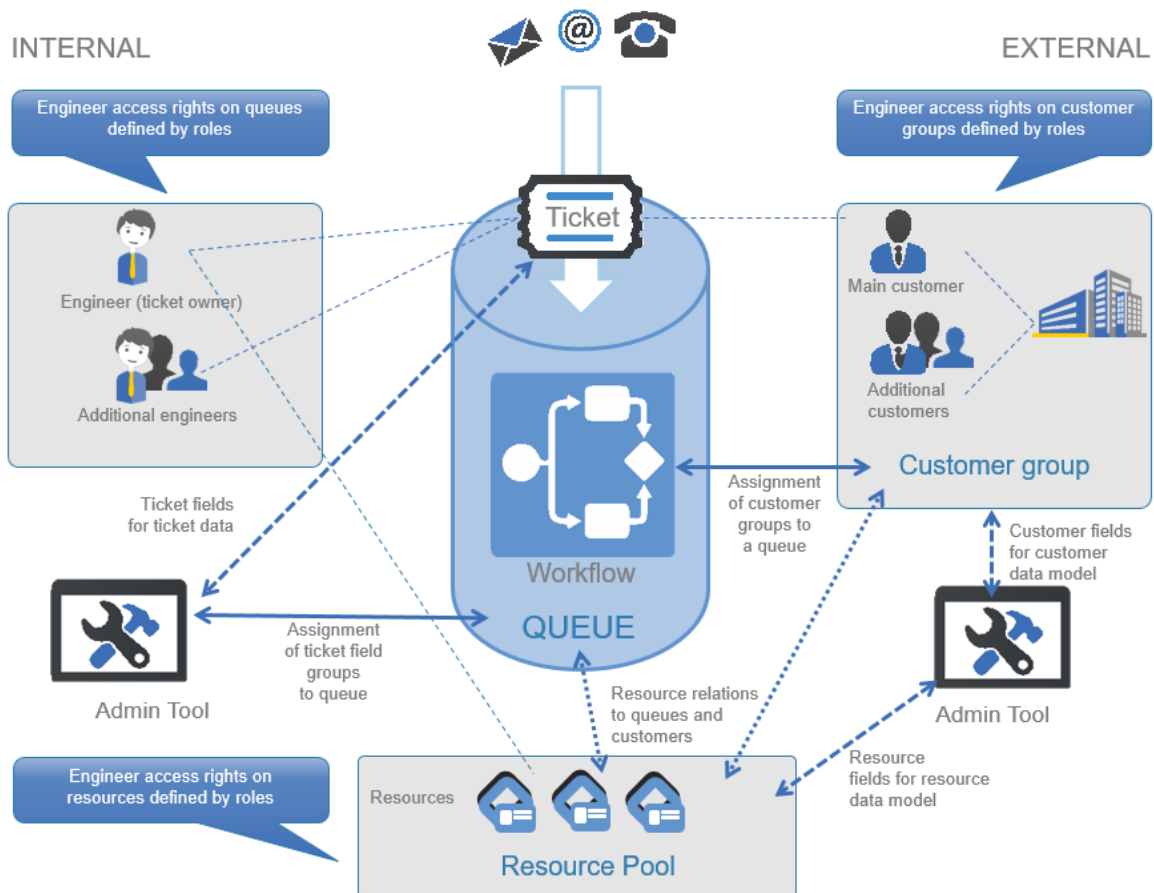 INTERNAL
@
EXTERNAL
Engineer access rights on queues
defined by roles
Engineer access rights on customer
groups defined by roles
Ticket
Engineer (ticket owner)
Additional engineers
Main customer
Additional
customers
Customer group
Ticket fields
for ticket data
Assignment
of customer
groups to
a queue
Customer fields
for customer
data model
Workflow
QUEUE
Assignment
of ticket field
groups
to queue
Admin Tool
Admin Tool
Resource relations
to queues and
customers
Resource
fields for resource
data model
Engineer access rights on
resources defined by roles
Resources
Resource Pool